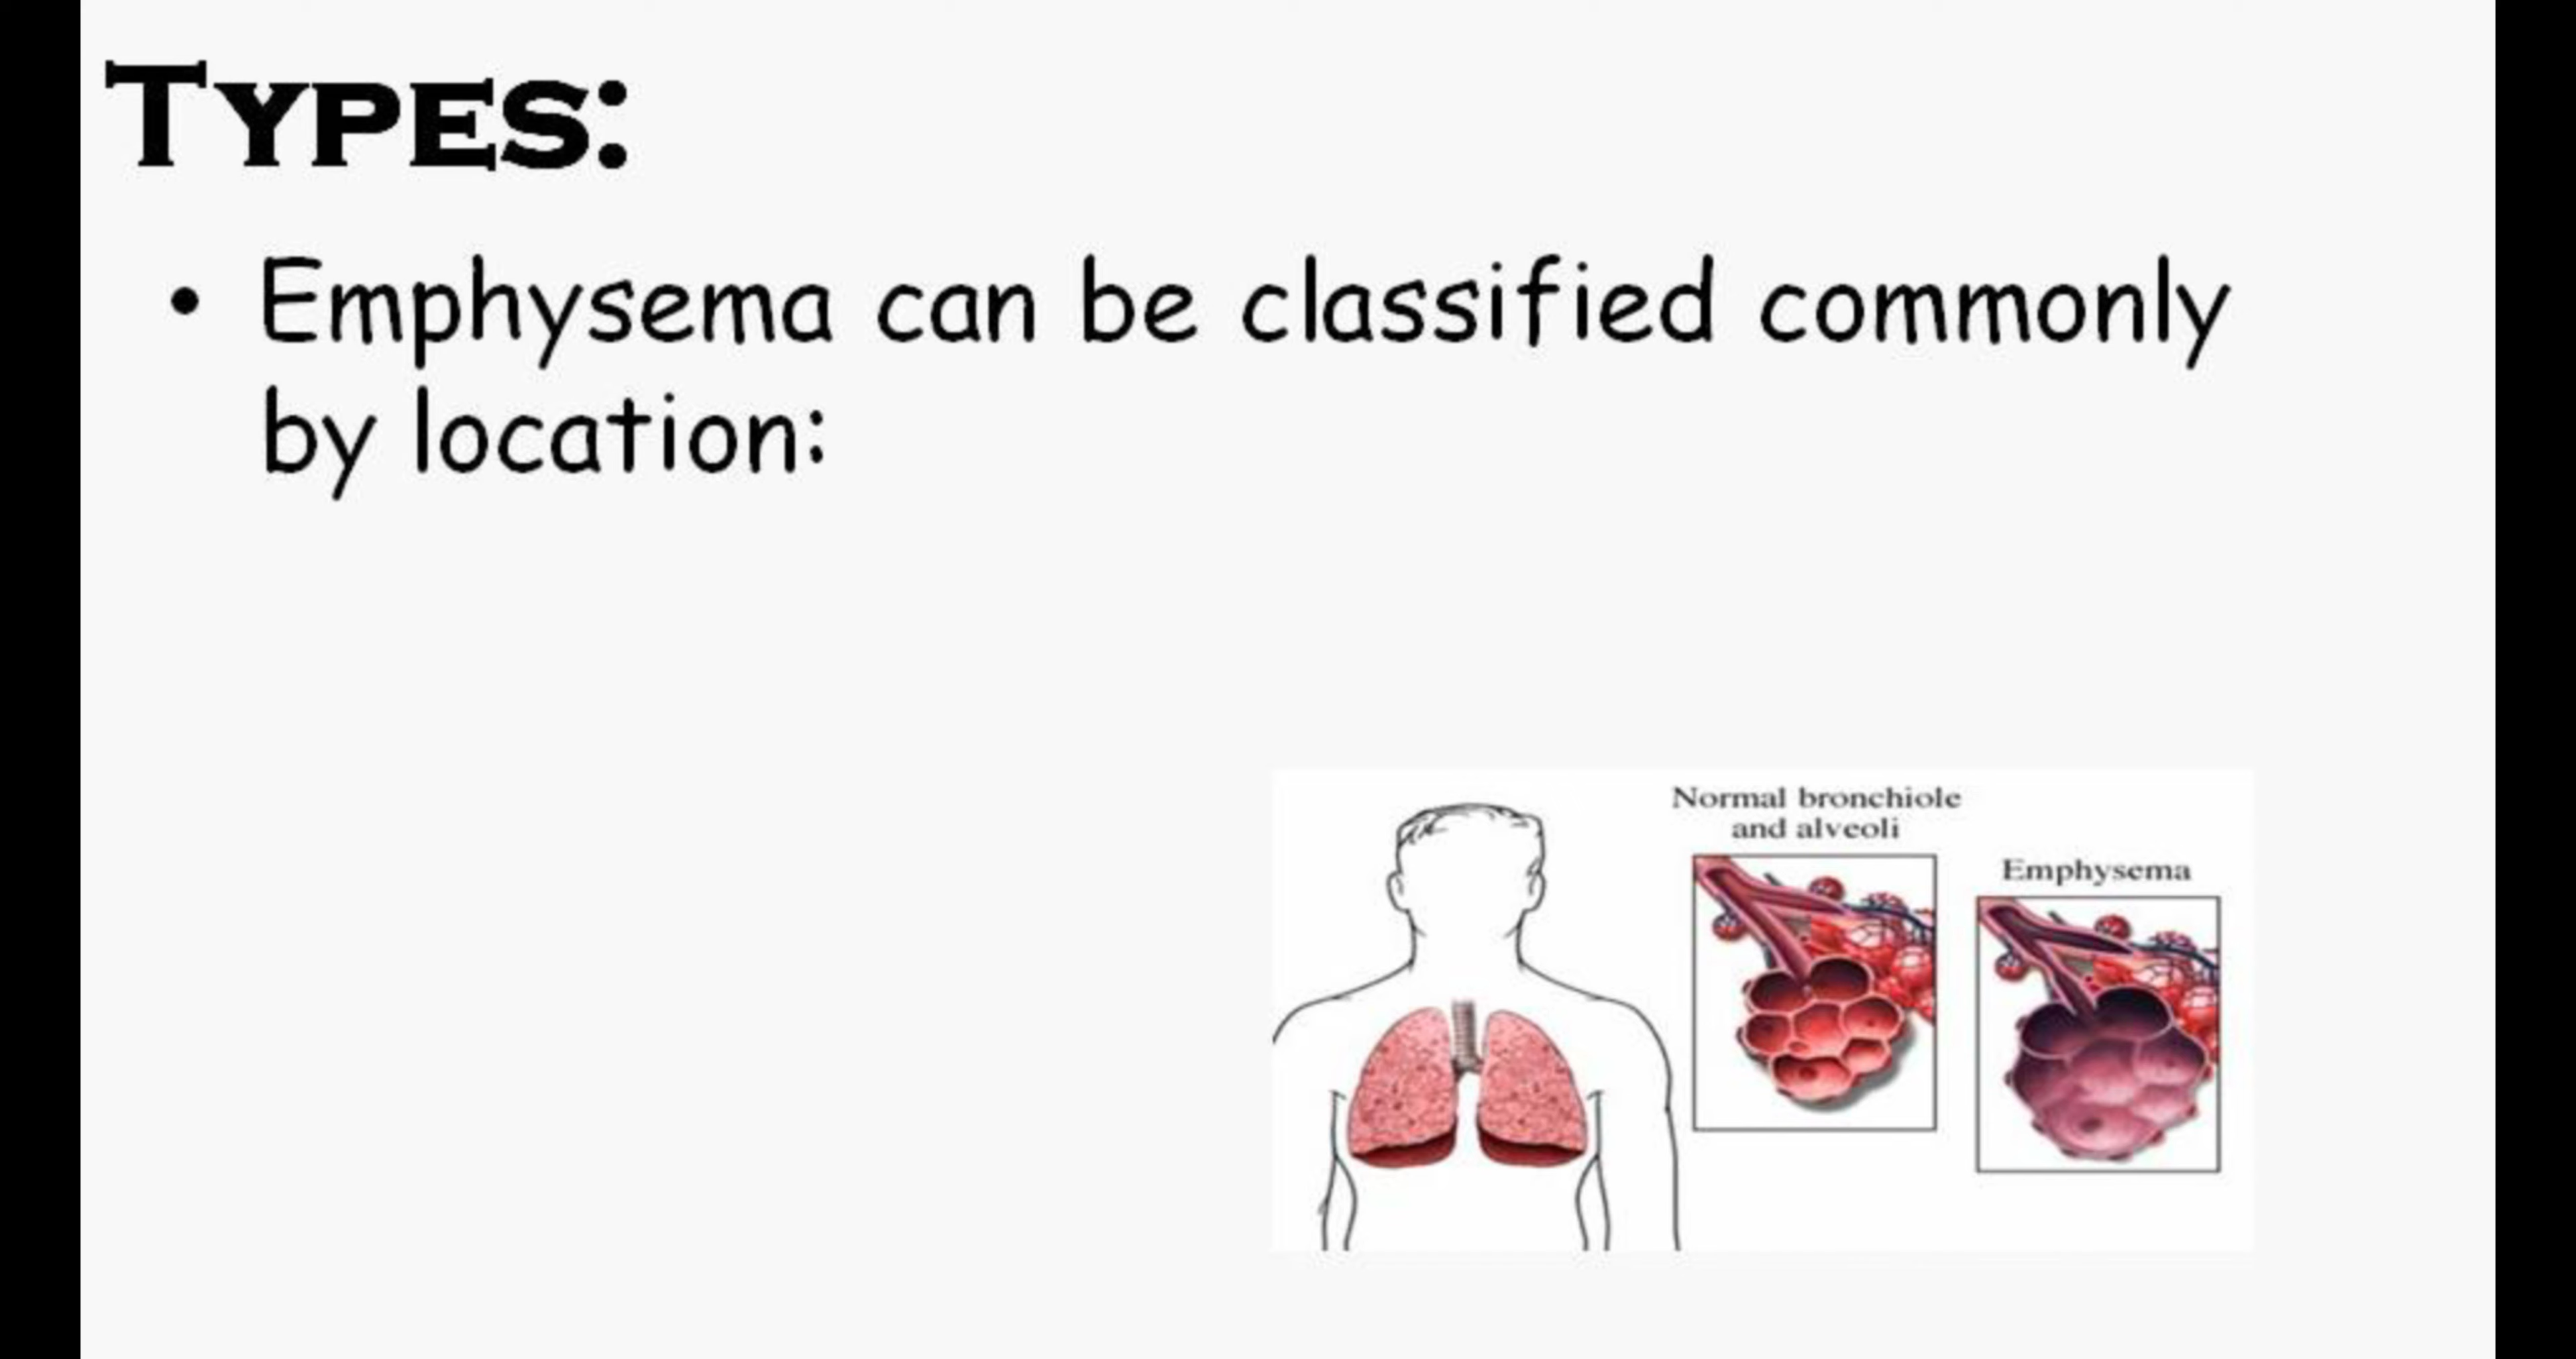 TYPES:
• Emphysema can be classified commonly
by location:
Normal bronchiole
and alveoli
Emphysema